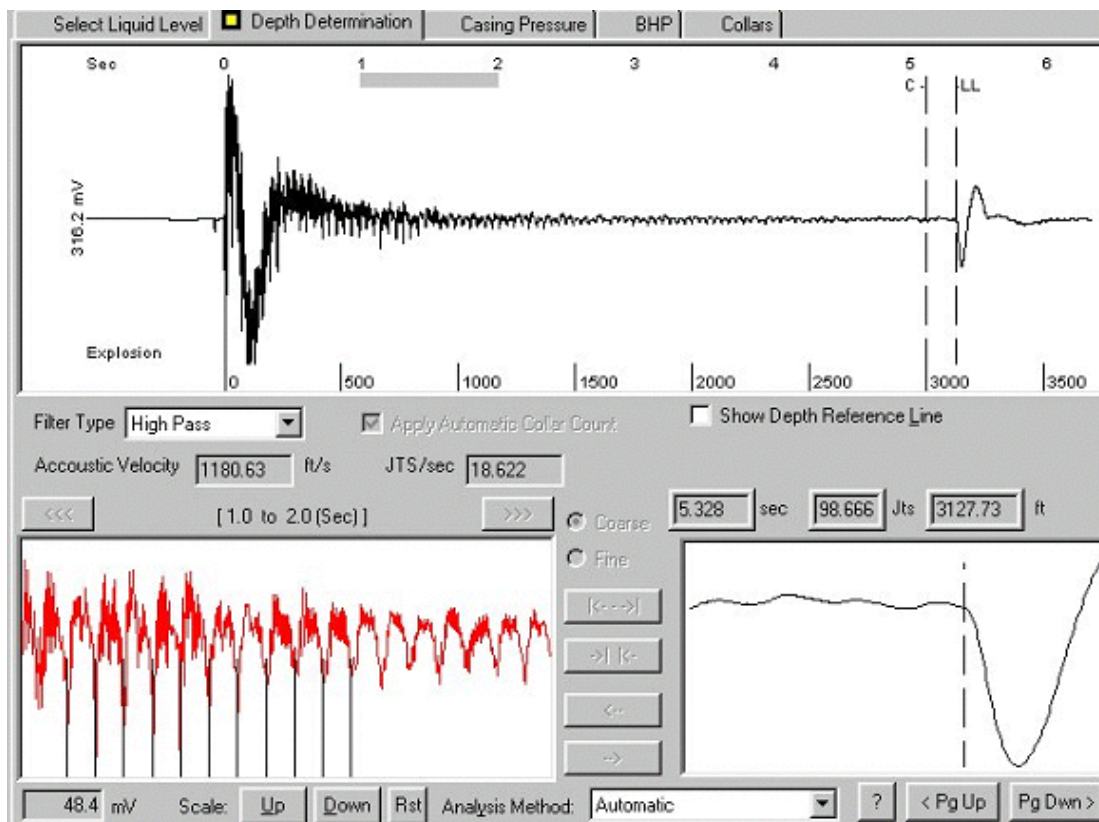 Select Liquid Level Depth Determination Casing Pressure BHP Collars
Sec 0 1 2 3 4 5 6
C LL
316.2 mV
Explosion
0 500 1000 1500 2000 2500 3000 3500
Filter Type High Pass Apply Automatic Collar Count Show Depth Reference Line
Accoustic Velocity 1180.63 ft/s JTS/sec 18.622
<<< [ 1.0 to 2.0 (Sec) ] >>> 5.328 sec 98.666 Jts 3127.73 ft
Coarse
Fine
|<--->|
->| |<-
<--
-->
48.4 mV Scale: Up Down Rst Analysis Method: Automatic ? < Pg Up Pg Dwn >